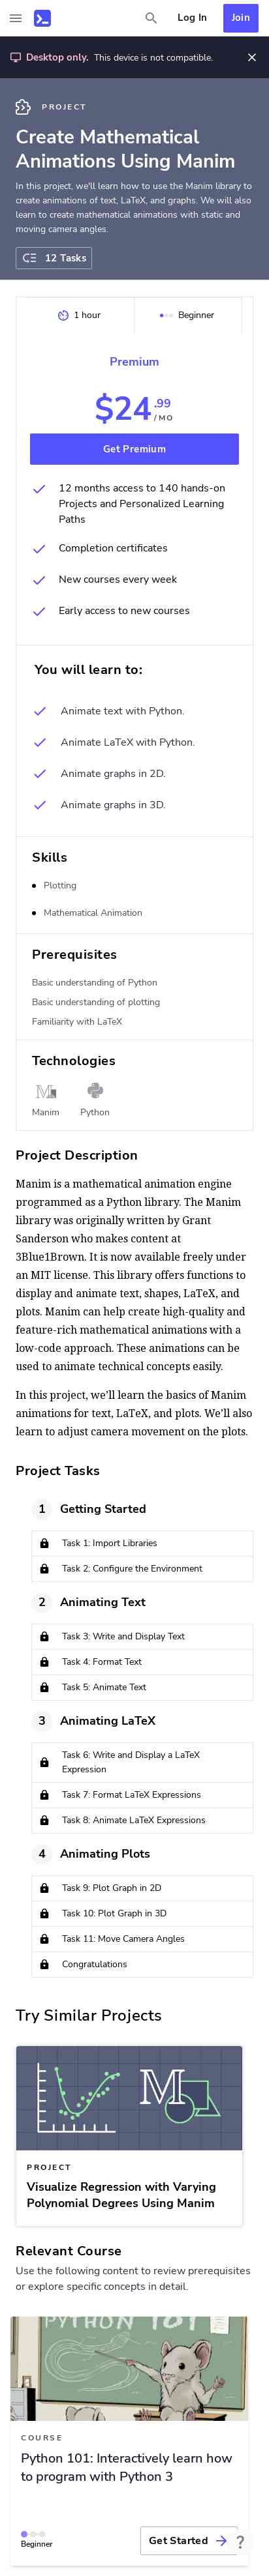 Log In
Join
Desktop only. This device is not compatible.
PROJECT
Create Mathematical
Animations Using Manim
In this project, we'll learn how to use the Manim library to
create animations of text, LaTeX, and graphs. We will also
learn to create mathematical animations with static and
moving camera angles.
12 Tasks
1 hour
Beginner
Premium
$24 .99
/ MO
Get Premium
12 months access to 140 hands-on
Projects and Personalized Learning
Paths
Completion certificates
New courses every week
Early access to new courses
You will learn to:
Animate text with Python.
Animate LaTeX with Python.
Animate graphs in 2D.
Animate graphs in 3D.
Skills
Plotting
Mathematical Animation
Prerequisites
Basic understanding of Python
Basic understanding of plotting
Familiarity with LaTeX
Technologies
Manim
Python
Project Description
Manim is a mathematical animation engine
programmed as a Python library. The Manim
library was originally written by Grant
Sanderson who makes content at
3Blue1Brown. It is now available freely under
an MIT license. This library offers functions to
display and animate text, shapes, LaTeX, and
plots. Manim can help create high-quality and
feature-rich mathematical animations with a
low-code approach. These animations can be
used to animate technical concepts easily.
In this project, we'll learn the basics of Manim
animations for text, LaTeX, and plots. We'll also
learn to adjust camera movement on the plots.
Project Tasks
1 Getting Started
Task 1: Import Libraries
Task 2: Configure the Environment
2 Animating Text
Task 3: Write and Display Text
Task 4: Format Text
Task 5: Animate Text
3 Animating LaTeX
Task 6: Write and Display a LaTeX
Expression
Task 7: Format LaTeX Expressions
Task 8: Animate LaTeX Expressions
4 Animating Plots
Task 9: Plot Graph in 2D
Task 10: Plot Graph in 3D
Task 11: Move Camera Angles
Congratulations
Try Similar Projects
PROJECT
Visualize Regression with Varying
Polynomial Degrees Using Manim
Relevant Course
Use the following content to review prerequisites
or explore specific concepts in detail.
COURSE
Python 101: Interactively learn how
to program with Python 3
Beginner
Get Started
?